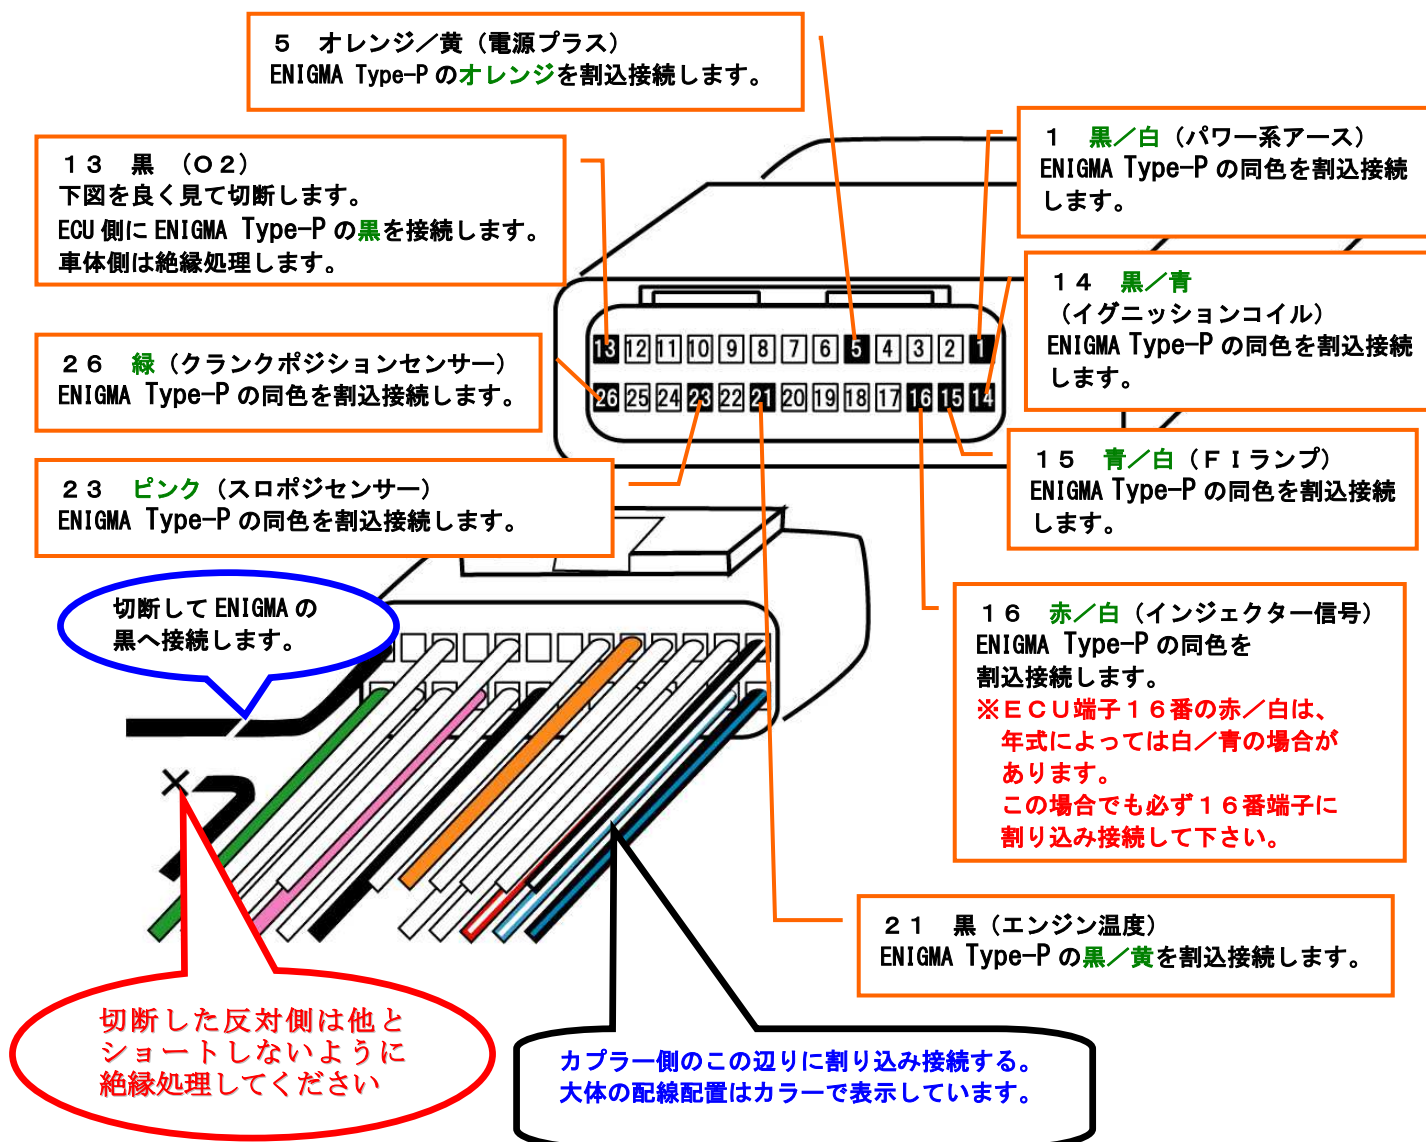 ５　オレンジ／黄（電源プラス）
ENIGMA Type-P のオレンジを割込接続します。
１　黒／白（パワー系アース）
ENIGMA Type-P の同色を割込接続
します。
１３　黒　（Ｏ２）
下図を良く見て切断します。
ECU 側に ENIGMA Type-P の黒を接続します。
車体側は絶縁処理します。
１４　黒／青
（イグニッションコイル）
ENIGMA Type-P の同色を割込接続
します。
13 12 11 10 9 8 7 6 5 4 3 2 1
26 25 24 23 22 21 20 19 18 17 16 15 14
２６　緑（クランクポジションセンサー）
ENIGMA Type-P の同色を割込接続します。
１５　青／白（ＦＩランプ）
ENIGMA Type-P の同色を割込接続
します。
２３　ピンク（スロポジセンサー）
ENIGMA Type-P の同色を割込接続します。
切断して ENIGMA の
黒へ接続します。
１６　赤／白（インジェクター信号）
ENIGMA Type-P の同色を
割込接続します。
※ＥＣＵ端子１６番の赤／白は、
年式によっては白／青の場合が
あります。
この場合でも必ず１６番端子に
割り込み接続して下さい。
２１　黒（エンジン温度）
ENIGMA Type-P の黒／黄を割込接続します。
切断した反対側は他と
ショートしないように
絶縁処理してください
カプラー側のこの辺りに割り込み接続する。
大体の配線配置はカラーで表示しています。